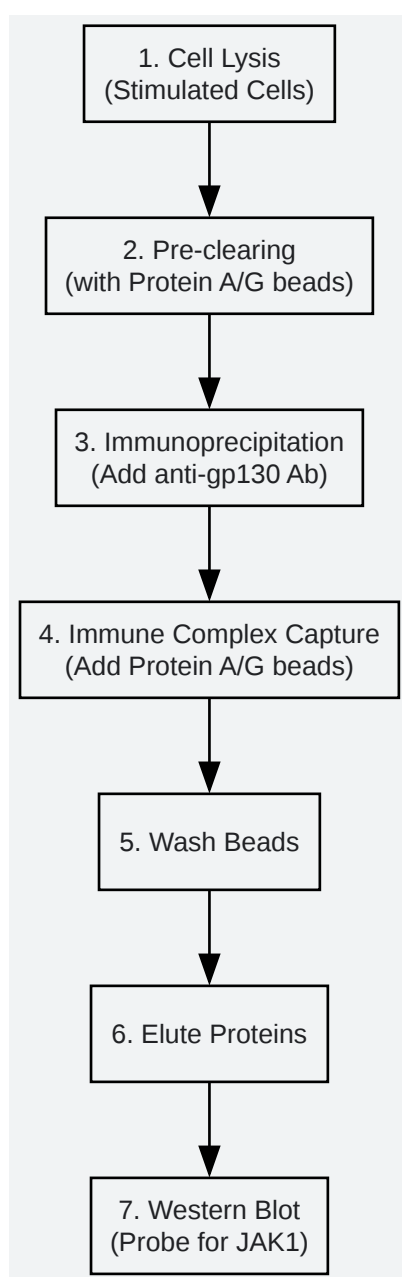 1. Cell Lysis
(Stimulated Cells)
2. Pre-clearing
(with Protein A/G beads)
3. Immunoprecipitation
(Add anti-gp130 Ab)
4. Immune Complex Capture
(Add Protein A/G beads)
5. Wash Beads
6. Elute Proteins
7. Western Blot
(Probe for JAK1)